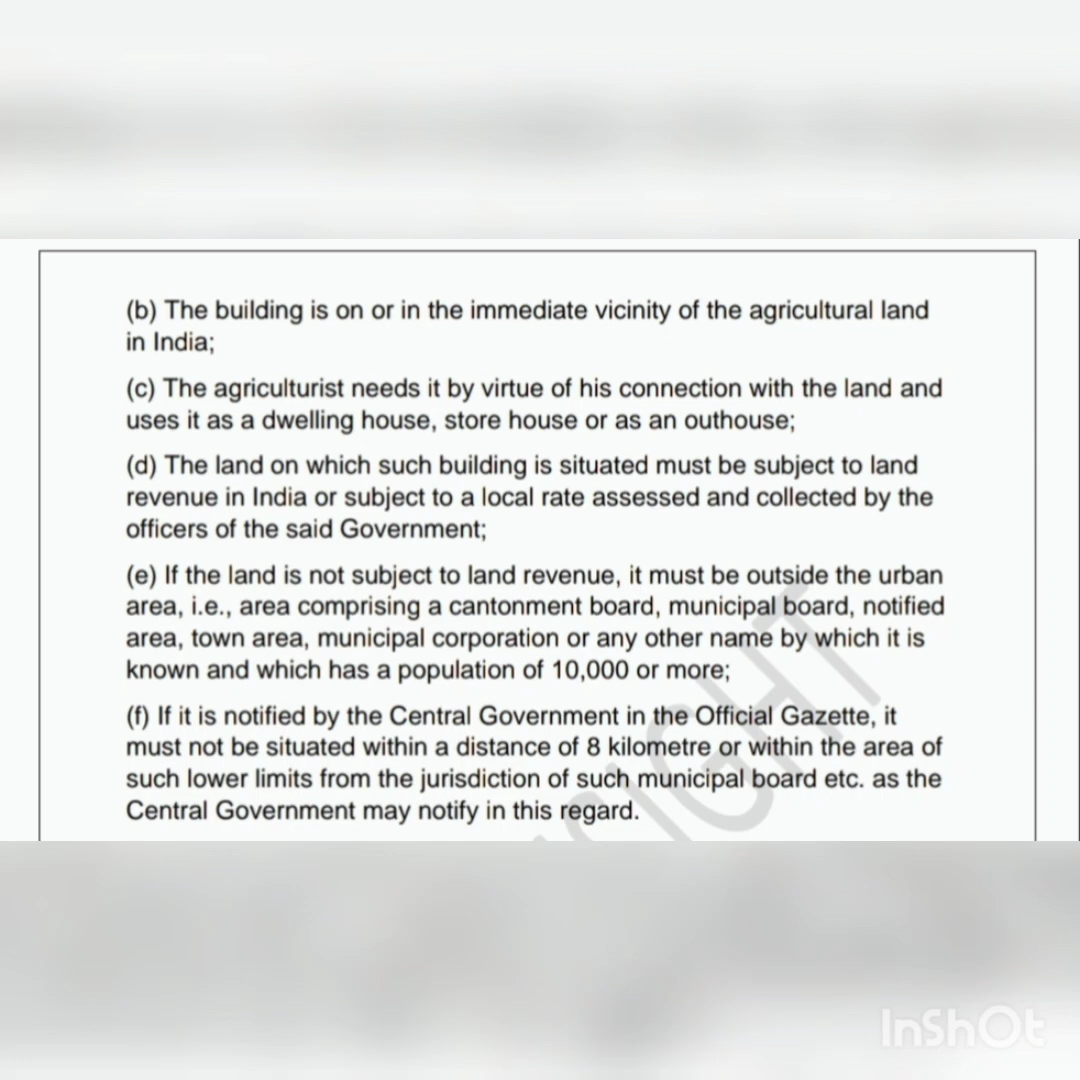 (b) The building is on or in the immediate vicinity of the agricultural land
in India;
(c) The agriculturist needs it by virtue of his connection with the land and
uses it as a dwelling house, store house or as an outhouse;
(d) The land on which such building is situated must be subject to land
revenue in India or subject to a local rate assessed and collected by the
officers of the said Government;
(e) If the land is not subject to land revenue, it must be outside the urban
area, i.e., area comprising a cantonment board, municipal board, notified
area, town area, municipal corporation or any other name by which it is
known and which has a population of 10,000 or more;
(f) If it is notified by the Central Government in the Official Gazette, it
must not be situated within a distance of 8 kilometre or within the area of
such lower limits from the jurisdiction of such municipal board etc. as the
Central Government may notify in this regard.
InShOt